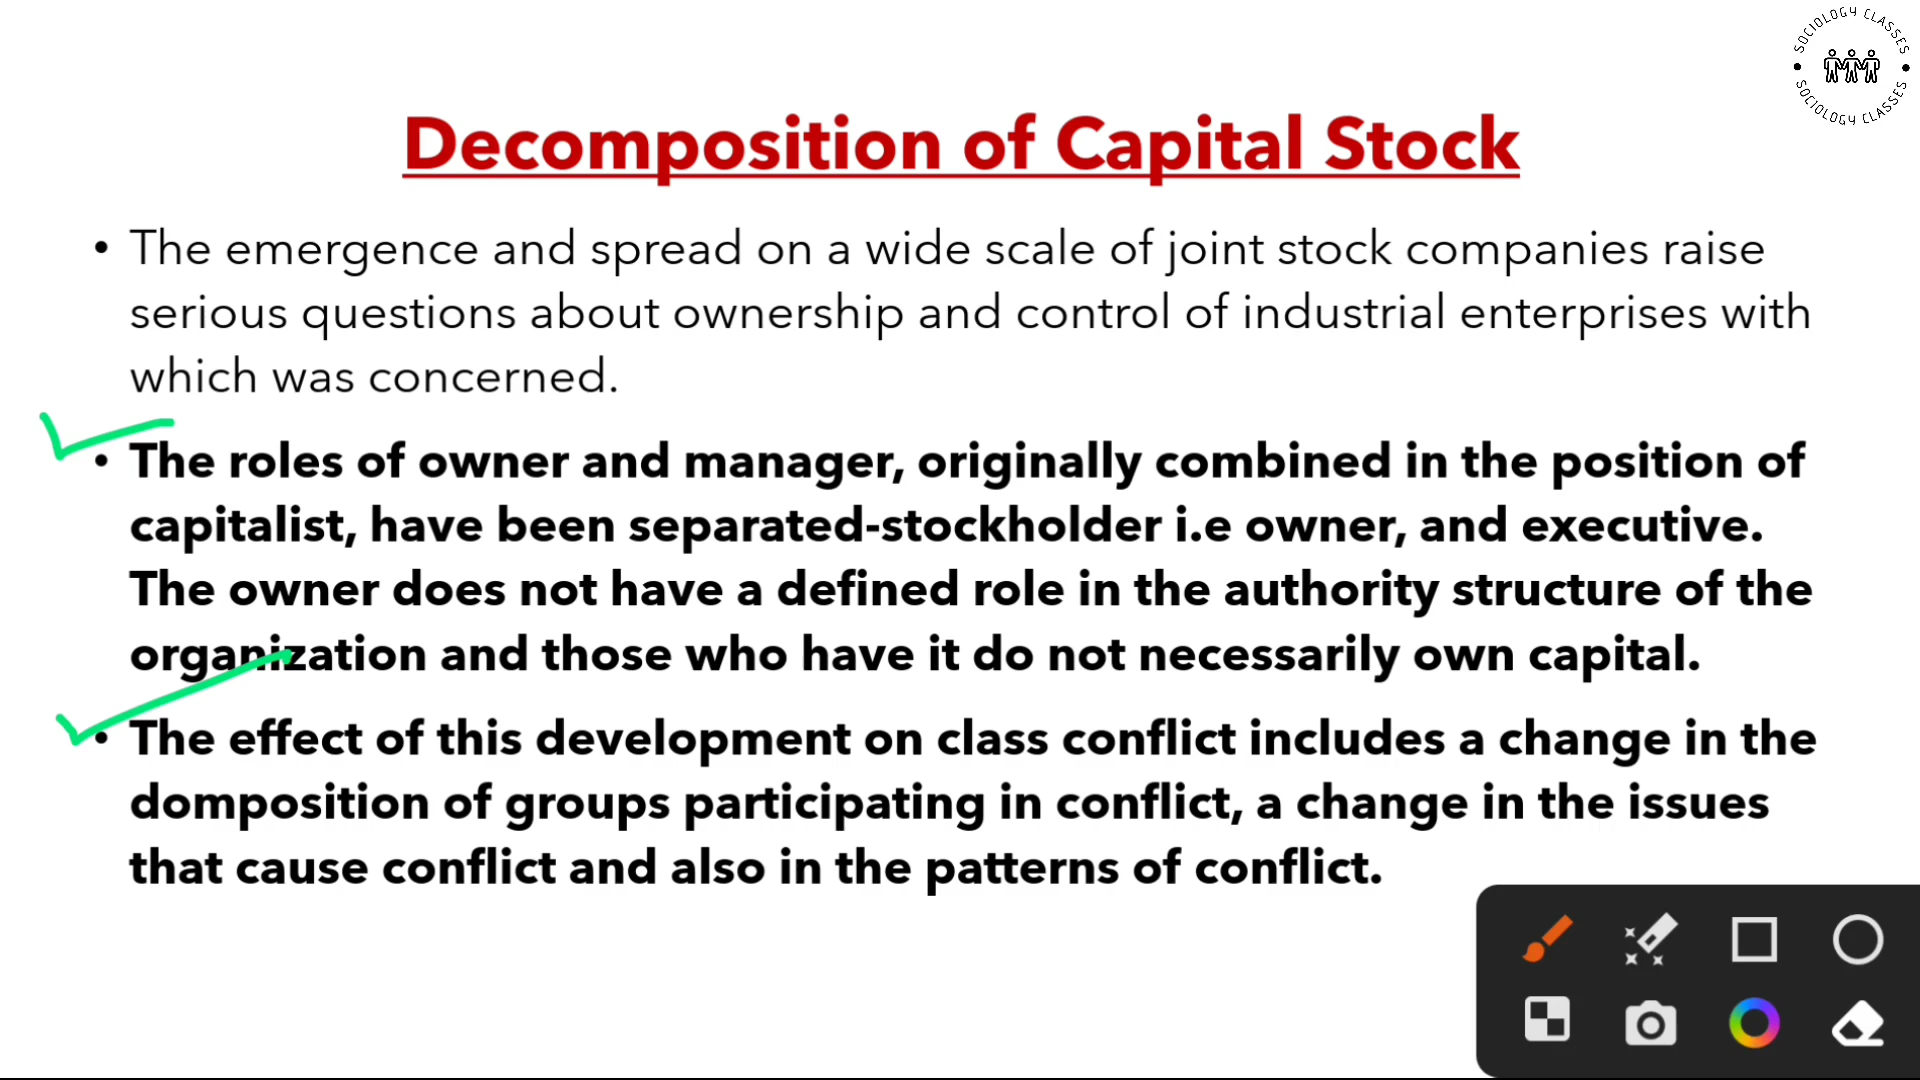 SOCIOLOGY CLASSES
SOCIOLOGY CLASSES
Decomposition of Capital Stock
• The emergence and spread on a wide scale of joint stock companies raise
serious questions about ownership and control of industrial enterprises with
which was concerned.
• The roles of owner and manager, originally combined in the position of
capitalist, have been separated-stockholder i.e owner, and executive.
The owner does not have a defined role in the authority structure of the
organization and those who have it do not necessarily own capital.
• The effect of this development on class conflict includes a change in the
domposition of groups participating in conflict, a change in the issues
that cause conflict and also in the patterns of conflict.